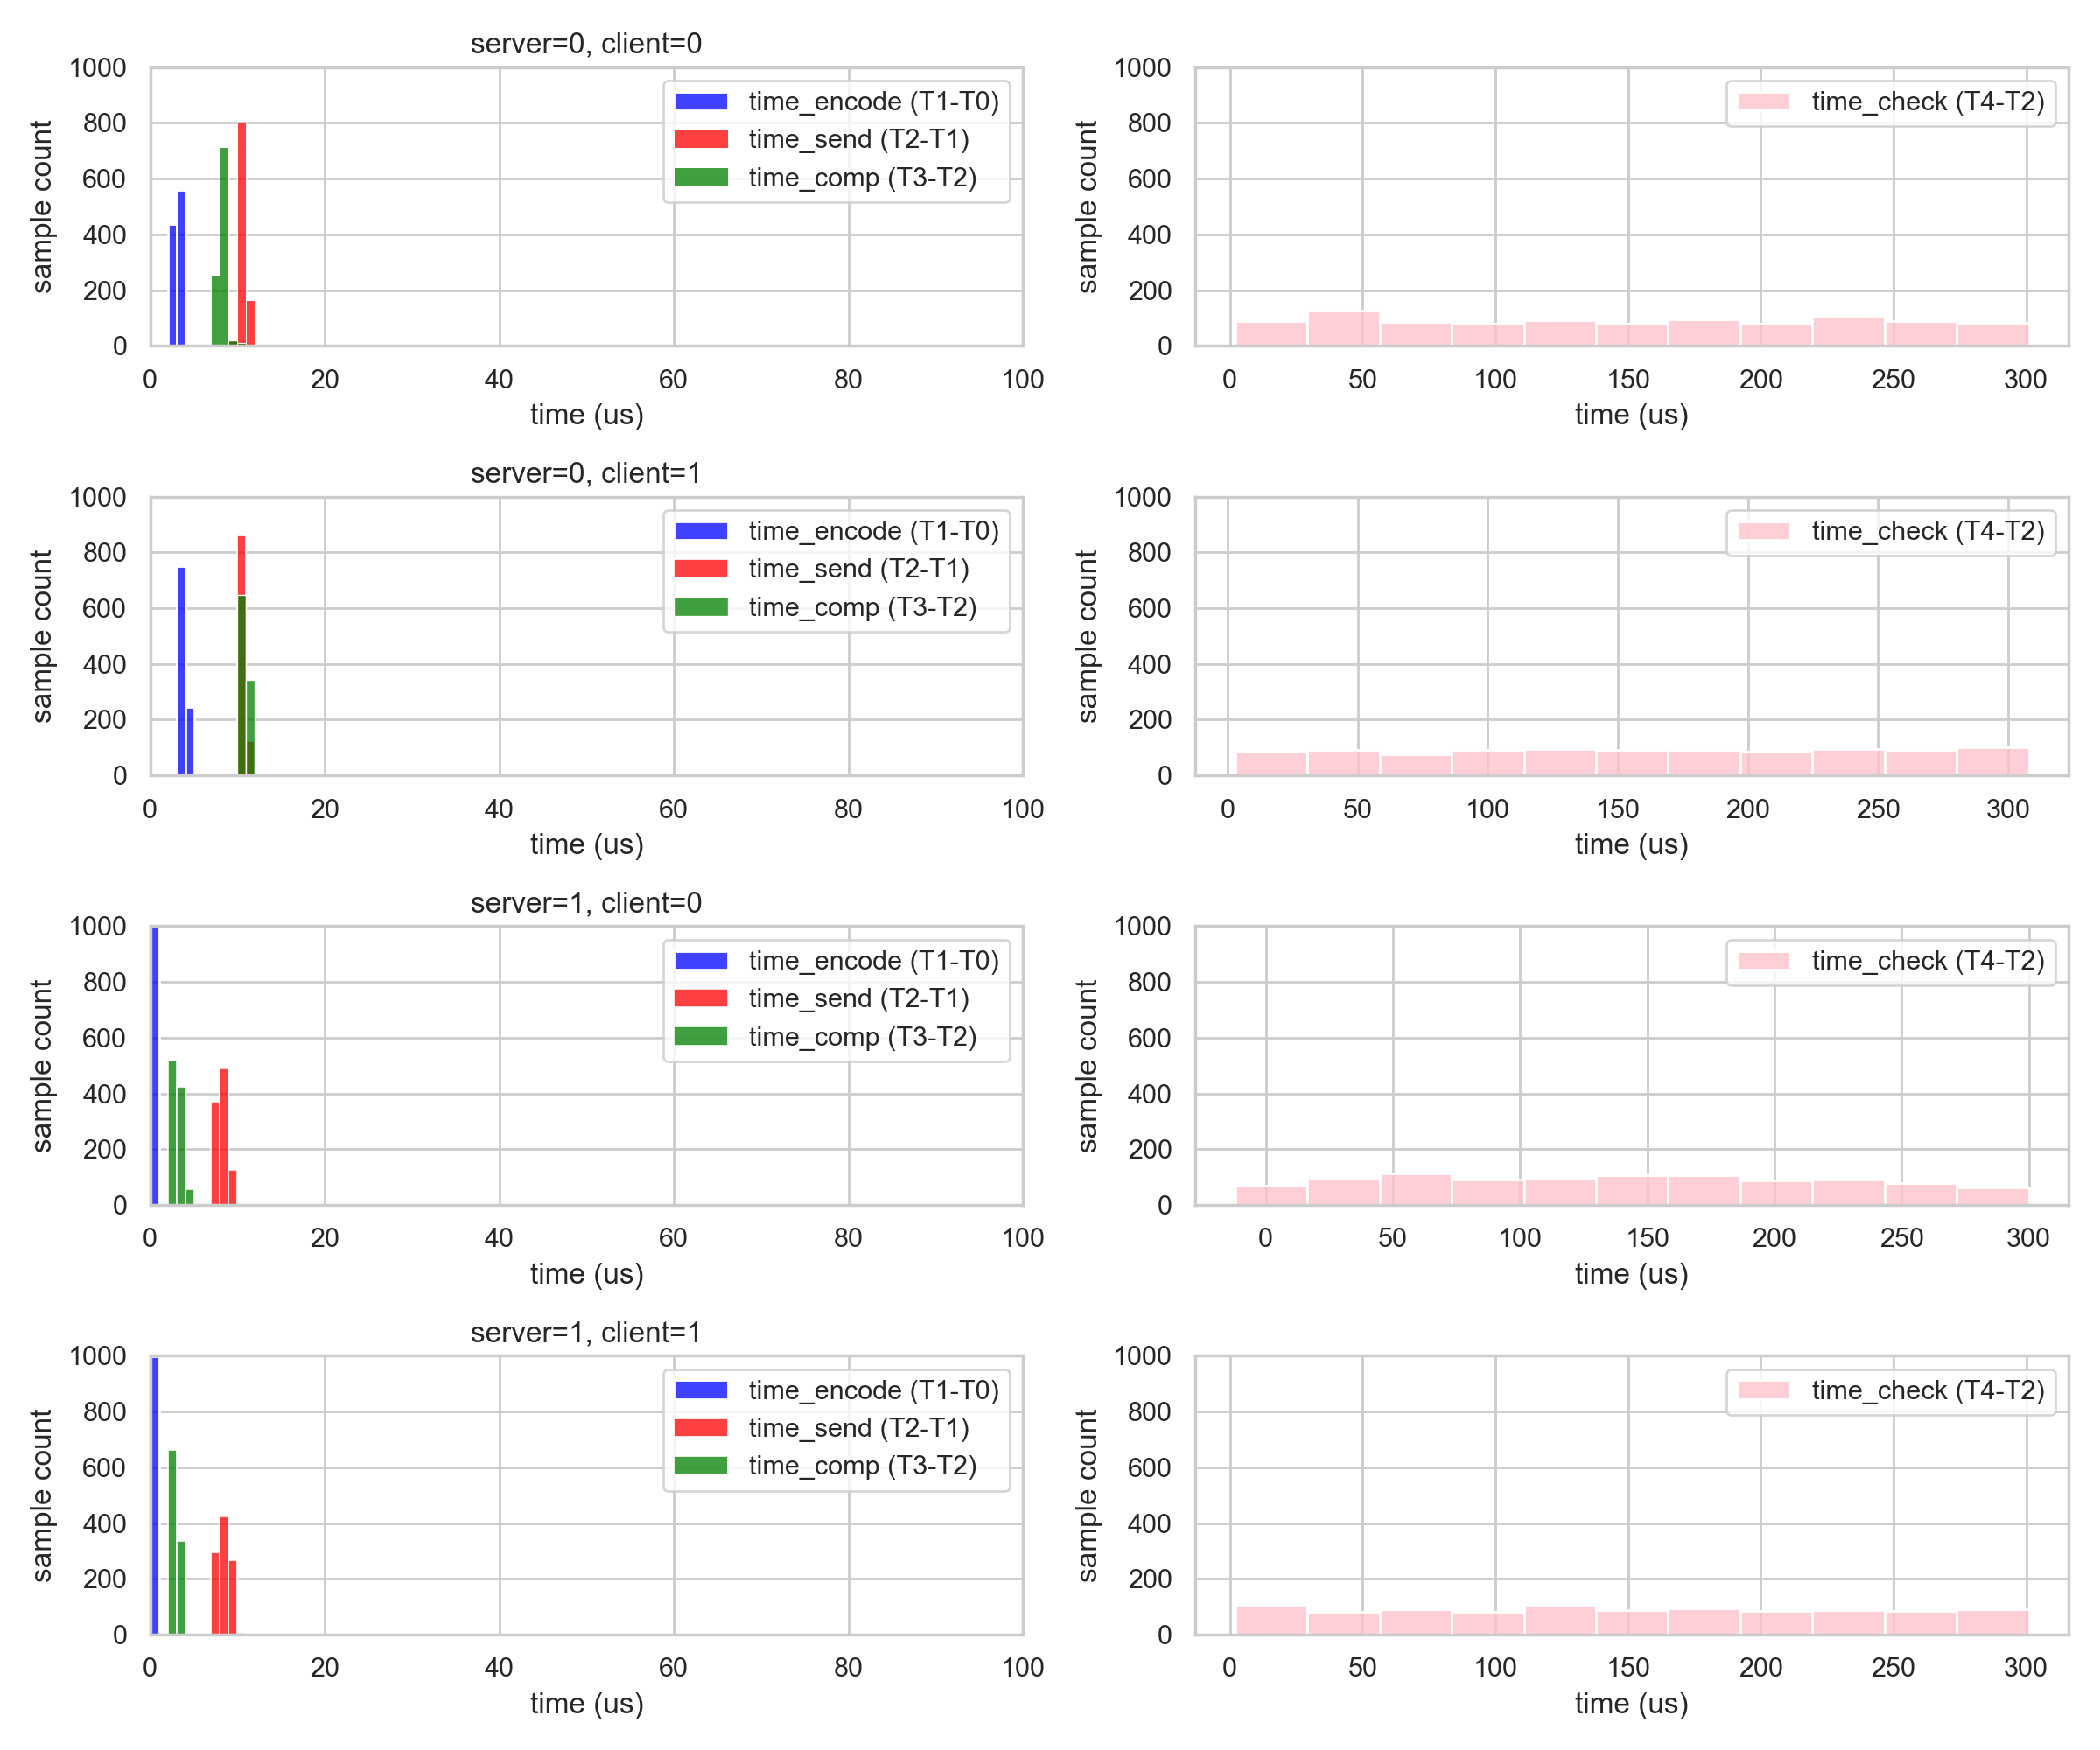 server=0, client=0
1000
800
600
400
200
0
sample count
time_encode (T1-T0)
time_send (T2-T1)
time_comp (T3-T2)
0 20 40 60 80 100
time (us)
1000
800
600
400
200
0
sample count
time_check (T4-T2)
0 50 100 150 200 250 300
time (us)
server=0, client=1
1000
800
600
400
200
0
sample count
time_encode (T1-T0)
time_send (T2-T1)
time_comp (T3-T2)
0 20 40 60 80 100
time (us)
1000
800
600
400
200
0
sample count
time_check (T4-T2)
0 50 100 150 200 250 300
time (us)
server=1, client=0
1000
800
600
400
200
0
sample count
time_encode (T1-T0)
time_send (T2-T1)
time_comp (T3-T2)
0 20 40 60 80 100
time (us)
1000
800
600
400
200
0
sample count
time_check (T4-T2)
0 50 100 150 200 250 300
time (us)
server=1, client=1
1000
800
600
400
200
0
sample count
time_encode (T1-T0)
time_send (T2-T1)
time_comp (T3-T2)
0 20 40 60 80 100
time (us)
1000
800
600
400
200
0
sample count
time_check (T4-T2)
0 50 100 150 200 250 300
time (us)